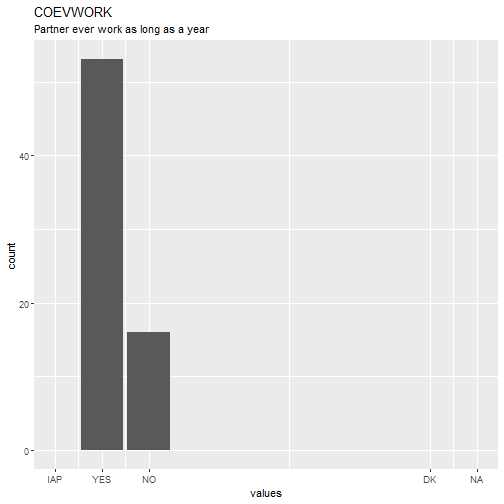 COEVWORK
Partner ever work as long as a year
count
40
20
0
IAP YES NO DK NA
values